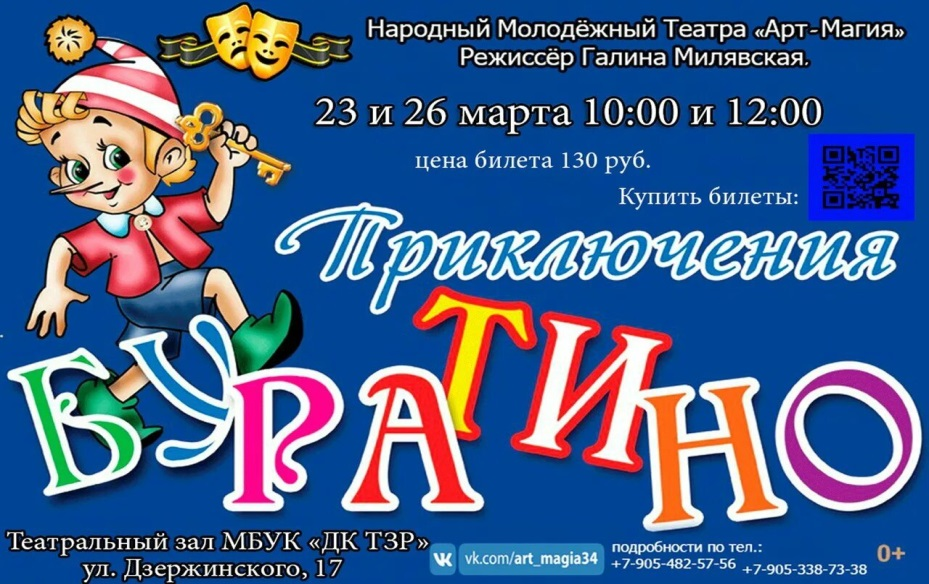 Народный Молодёжный Театра «Арт-Магия»
Режиссёр Галина Милявская.
23 и 26 марта 10:00 и 12:00
цена билета 130 руб.
Купить билеты:
Приключения
БУРАТИНО
Театральный зал МБУК «ДК ТЗР»
ул. Дзержинского, 17
vk.com/art_magia34
подробности по тел.:
+7-905-482-57-56 +7-905-338-73-38
0+